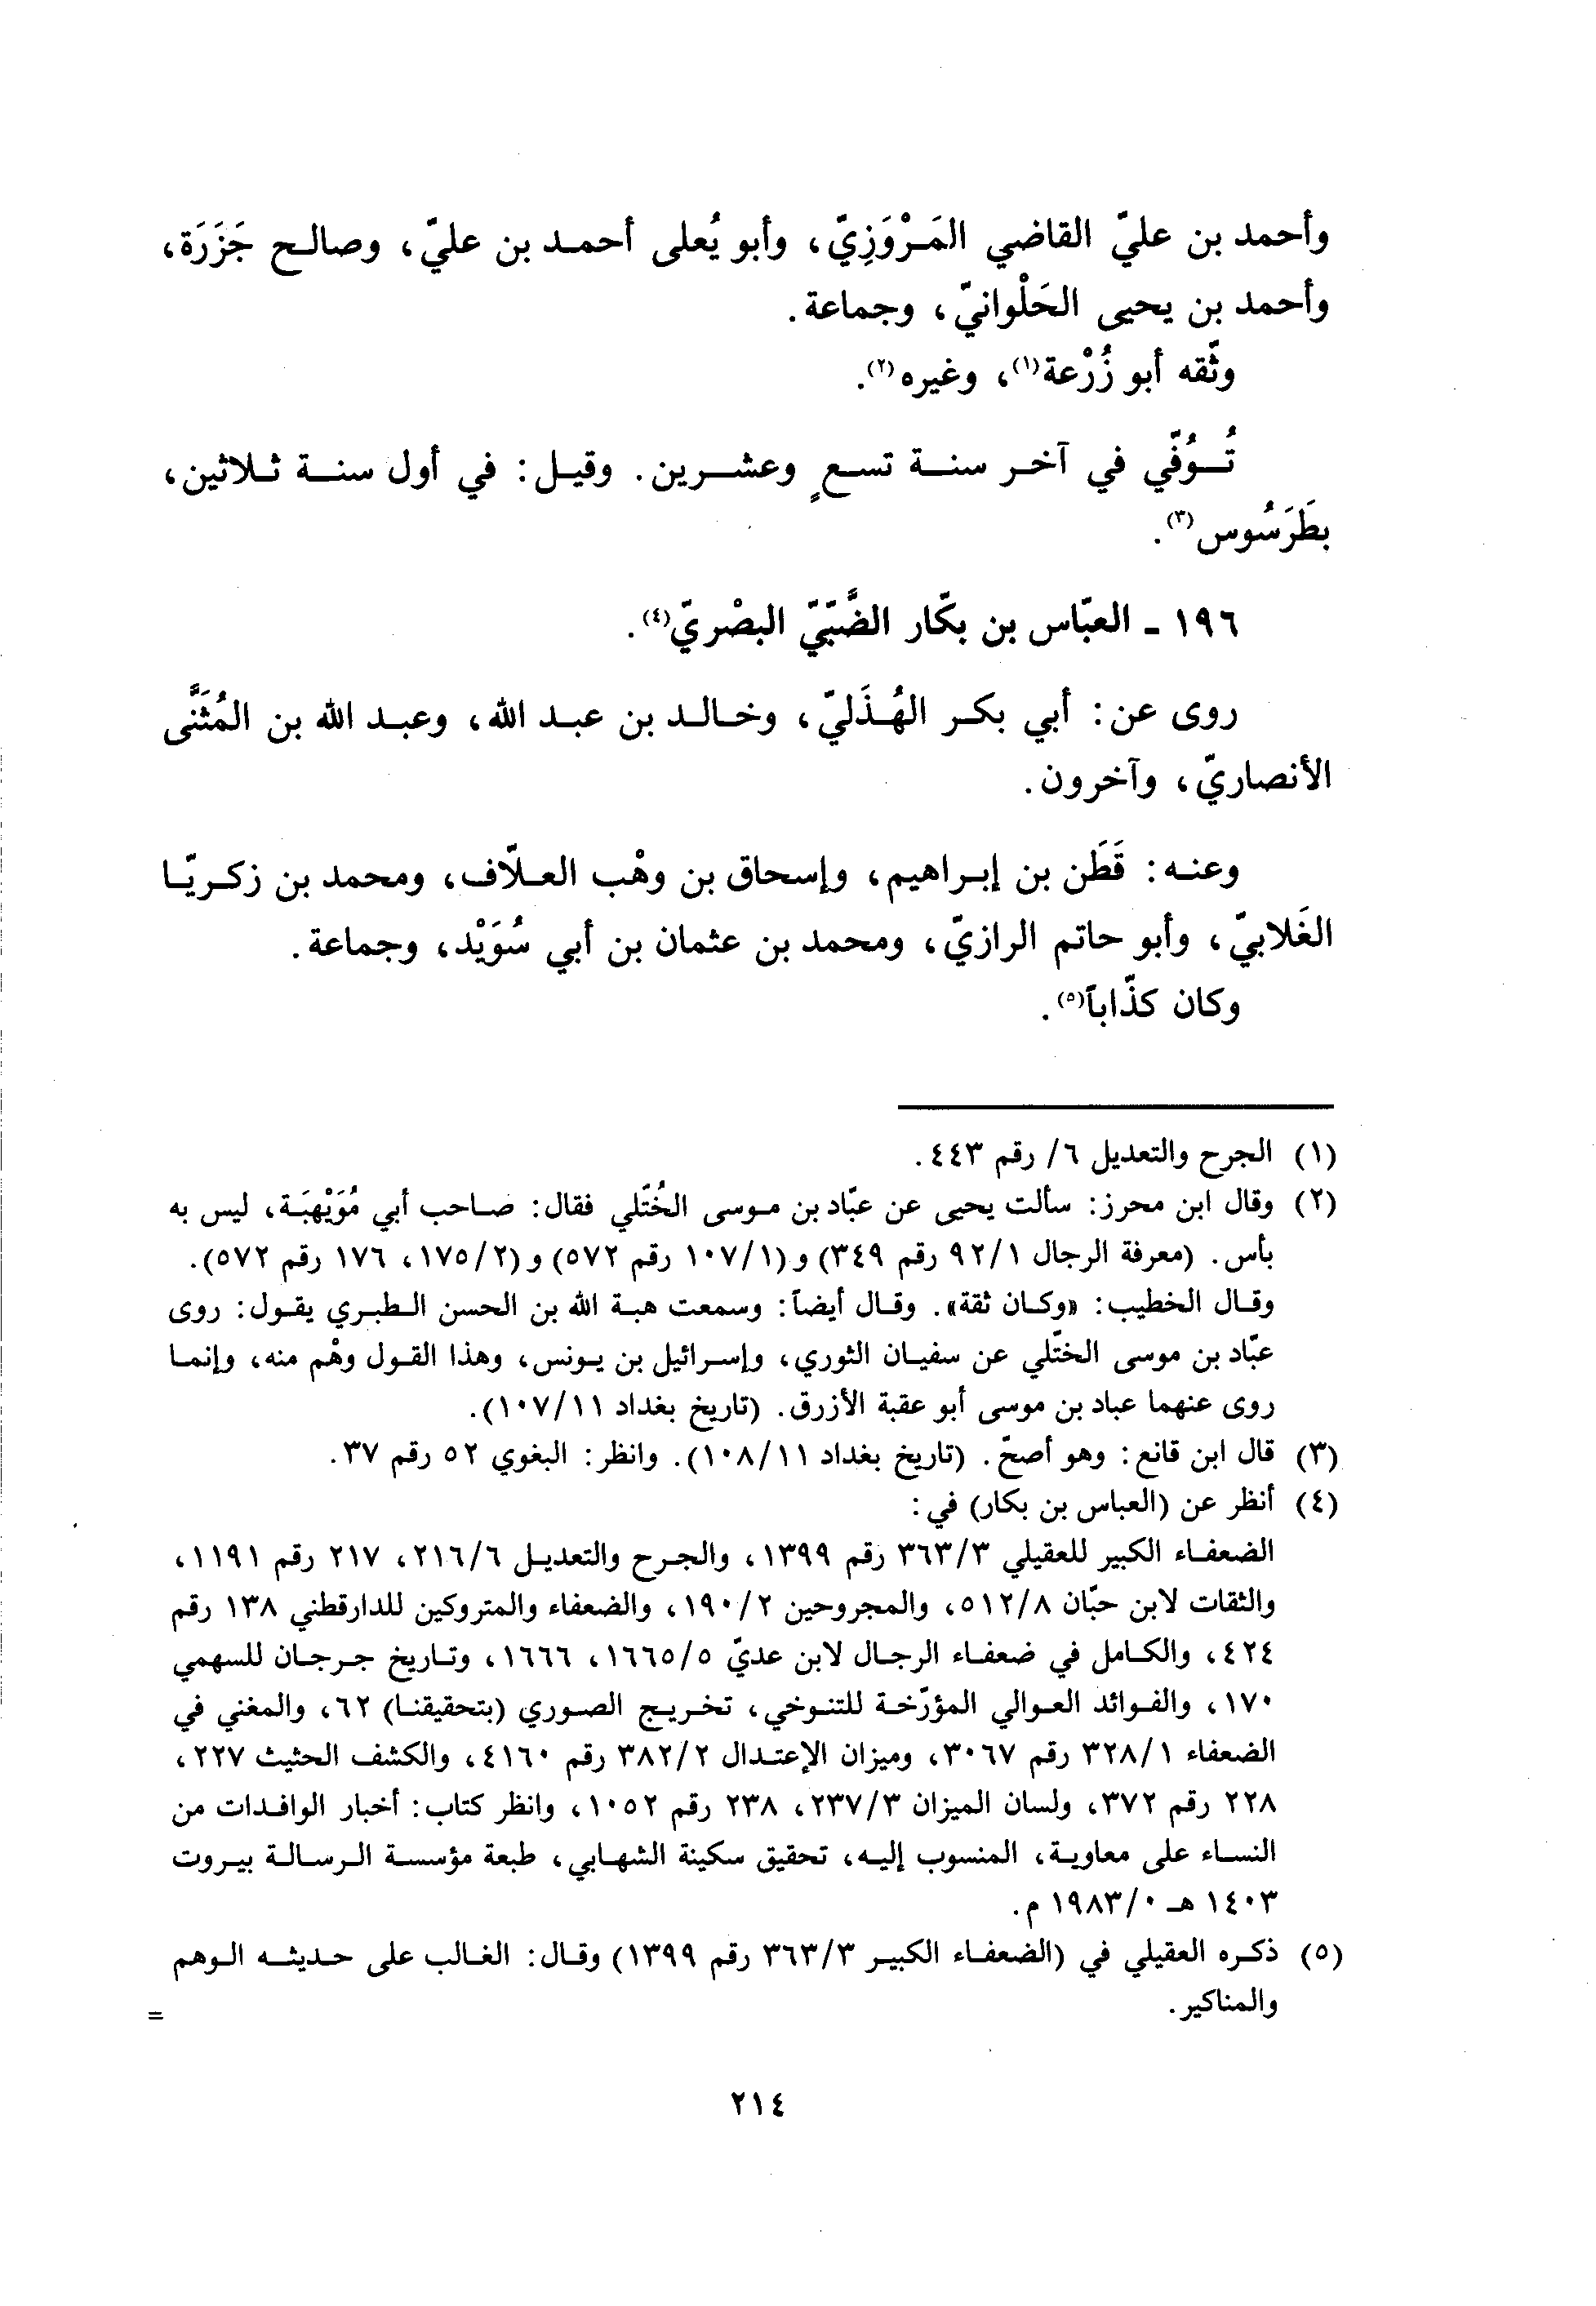 وأحمد بن عليّ القاضي المَرْوَزِيّ، وأبو يُعلى أحمد بن عليّ، وصالح جَزَرَة،
وأحمد بن يحيى الحَلْوانيّ، وجماعة.
وثّقه أبو زُرْعة(١)، وغيره(٢).
تُوُفّي في آخر سنة تسعٍ وعشرين. وقيل: في أول سنة ثلاثين،
بطَرَسُوس(٣).
١٩٦ - العبّاس بن بكّار الضَّبّيّ البصْريّ(٤).
روى عن: أبي بكر الهُذَليّ، وخالد بن عبد الله، وعبد الله بن المُثَنَّى
الأنصاريّ، وآخرون.
وعنه: قَطَن بن إبراهيم، وإسحاق بن وهْب العلاّف، ومحمد بن زكريّا
الغَلابيّ، وأبو حاتم الرازيّ، ومحمد بن عثمان بن أبي سُوَيْد، وجماعة.
وكان كذّاباً(٥).
(١) الجرح والتعديل ٦/ رقم ٤٤٣.
(٢) وقال ابن محرز: سألت يحيى عن عبّاد بن موسى الخُتّلي فقال: صاحب أبي مُوَيْهبَة، ليس به
بأس. (معرفة الرجال ٩٢/١ رقم ٣٤٩) و(١٠٧/١ رقم ٥٧٢) و(١٧٥/٢، ١٧٦ رقم ٥٧٢).
وقال الخطيب: «وكان ثقة». وقال أيضاً: وسمعت هبة الله بن الحسن الطبري يقول: روى
عبّاد بن موسى الختّلي عن سفيان الثوري، وإسرائيل بن يونس، وهذا القول وهْم منه، وإنما
روى عنهما عباد بن موسى أبو عقبة الأزرق. (تاريخ بغداد ١٠٧/١١).
(٣) قال ابن قانع: وهو أصحّ. (تاريخ بغداد ١٠٨/١١). وانظر: البغوي ٥٢ رقم ٣٧.
(٤) أنظر عن (العباس بن بكار) في:
الضعفاء الكبير للعقيلي ٣٦٣/٣ رقم ١٣٩٩، والجرح والتعديل ٢١٦/٦، ٢١٧ رقم ١١٩١،
والثقات لابن حبّان ٥١٢/٨، والمجروحين ١٩٠/٢، والضعفاء والمتروكين للدارقطني ١٣٨ رقم
٤٢٤، والكامل في ضعفاء الرجال لابن عديّ ١٦٦٥/٥، ١٦٦٦، وتاريخ جرجان للسهمي
١٧٠، والفوائد العوالي المؤرّخة للتنوخي، تخريج الصوري (بتحقيقنا) ٦٢، والمغني في
الضعفاء ٣٢٨/١ رقم ٣٠٦٧، وميزان الإعتدال ٣٨٢/٢ رقم ٤١٦٠، والكشف الحثيث ٢٢٧،
٢٢٨ رقم ٣٧٢، ولسان الميزان ٢٣٧/٣، ٢٣٨ رقم ١٠٥٢، وانظر كتاب: أخبار الوافدات من
النساء على معاوية، المنسوب إليه، تحقيق سكينة الشهابي، طبعة مؤسسة الرسالة بيروت
١٤٠٣ هـ ١٩٨٣/٠ م.
(٥) ذكره العقيلي في (الضعفاء الكبير ٣٦٣/٣ رقم ١٣٩٩) وقال: الغالب على حديثه الوهم
والمناكير.
=
٢١٤